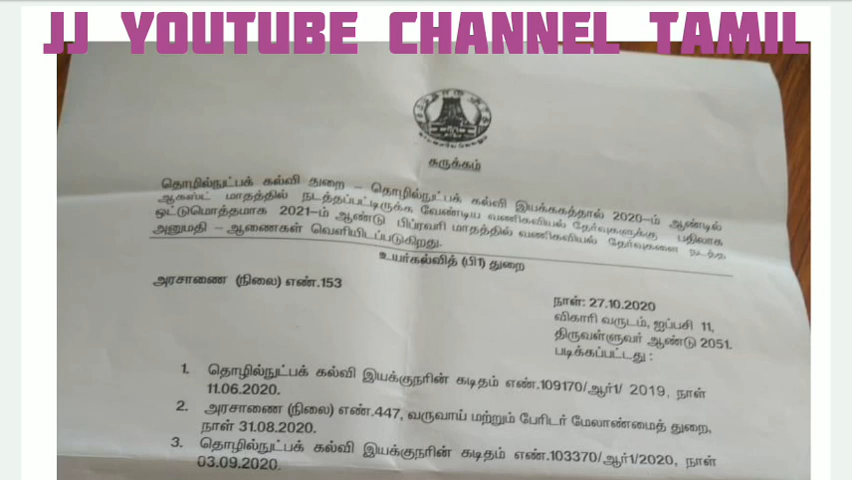 JJ YOUTUBE CHANNEL TAMIL
சுருக்கம்
தொழில்நுட்பக் கல்வி துறை – தொழில்நுட்பக் கல்வி இயக்ககத்தால் 2020-ம் ஆண்டில்
ஆகஸ்ட் மாதத்தில் நடத்தப்பட்டிருக்க வேண்டிய வணிகவியல் தேர்வுகளுக்கு பதிலாக
ஒட்டுமொத்தமாக 2021-ம் ஆண்டு பிப்ரவரி மாதத்தில் வணிகவியல் தேர்வுகளை நடத்த
அனுமதி – ஆணைகள் வெளியிடப்படுகிறது.
உயர்கல்வித் (பி1) துறை
அரசாணை (நிலை) எண்.153
நாள்: 27.10.2020
விகாரி வருடம், ஐப்பசி 11,
திருவள்ளுவர் ஆண்டு 2051.
படிக்கப்பட்டது :
1. தொழில்நுட்பக் கல்வி இயக்குநரின் கடிதம் எண்.109170/ஆர்1/ 2019, நாள்
11.06.2020.
2. அரசாணை (நிலை) எண்.447, வருவாய் மற்றும் பேரிடர் மேலாண்மைத் துறை,
நாள் 31.08.2020.
3. தொழில்நுட்பக் கல்வி இயக்குநரின் கடிதம் எண்.103370/ஆர்1/2020, நாள்
03.09.2020.